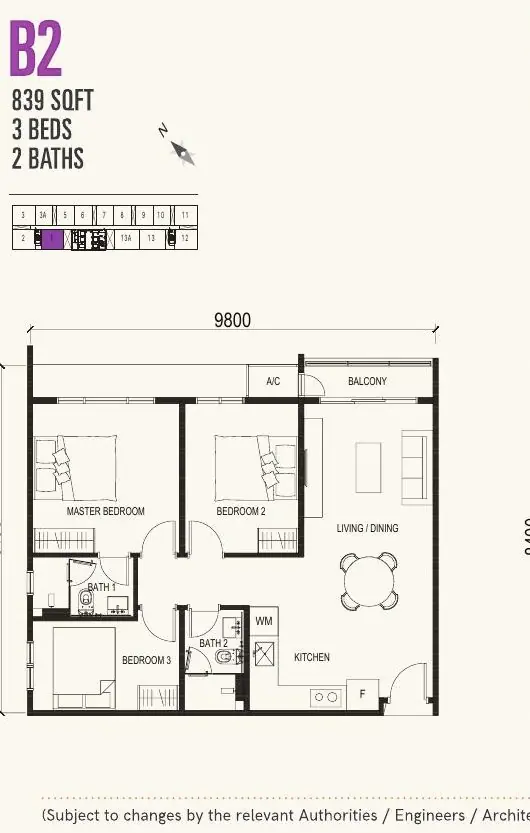 B2
839 SQFT
3 BEDS
2 BATHS
N
3 3A 5 6 7 8 9 10 11
2 1 13A 13 12
9800
A/C
BALCONY
MASTER BEDROOM
BEDROOM 2
LIVING / DINING
BATH 1
WM
BATH 2
BEDROOM 3
KITCHEN
F
(Subject to changes by the relevant Authorities / Engineers / Archite